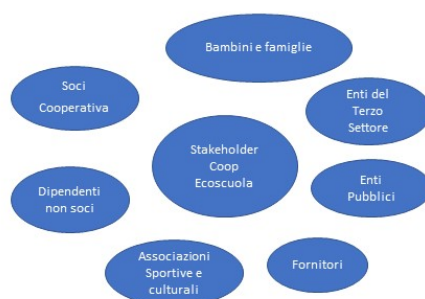 Bambini e famiglie
Soci
Cooperativa
Enti del
Terzo
Settore
Stakeholder
Coop
Ecoscuola
Dipendenti
non soci
Enti
Pubblici
Associazioni
Sportive e
culturali
Fornitori